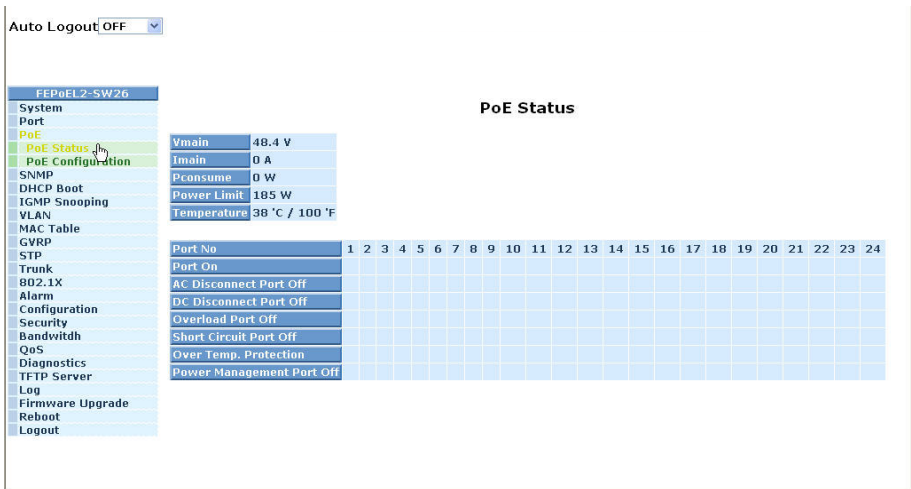 Auto Logout OFF
FEPoEL2-SW26
System
Port
PoE
PoE Status
PoE Configuration
SNMP
DHCP Boot
IGMP Snooping
VLAN
MAC Table
GVRP
STP
Trunk
802.1X
Alarm
Configuration
Security
Bandwitdh
QoS
Diagnostics
TFTP Server
Log
Firmware Upgrade
Reboot
Logout
PoE Status
Vmain 48.4 V
Imain 0 A
Pconsume 0 W
Power Limit 185 W
Temperature 38 'C / 100 'F
Port No 1 2 3 4 5 6 7 8 9 10 11 12 13 14 15 16 17 18 19 20 21 22 23 24
Port On
AC Disconnect Port Off
DC Disconnect Port Off
Overload Port Off
Short Circuit Port Off
Over Temp. Protection
Power Management Port Off